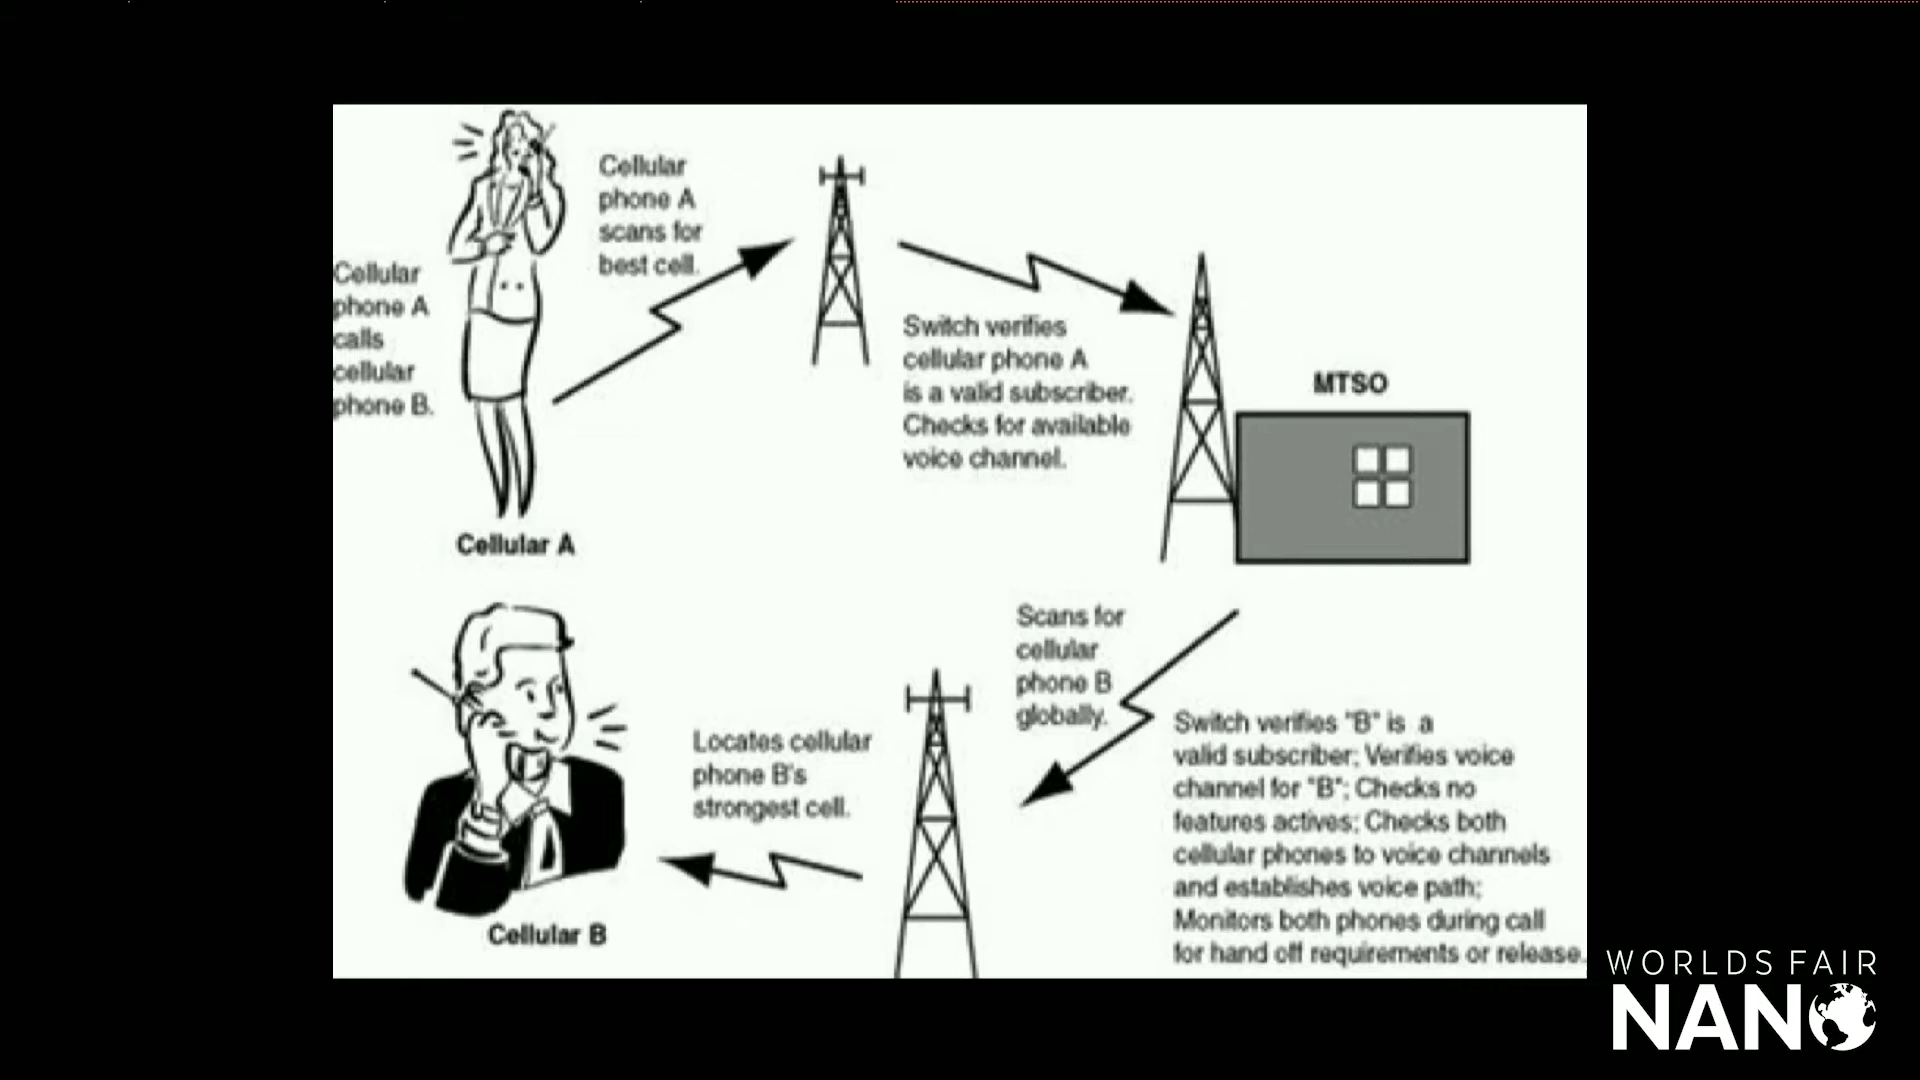 Cellular
phone A
calls
cellular
phone B.
Cellular
phone A
scans for
best cell.
Switch verifies
cellular phone A
is a valid subscriber.
Checks for available
voice channel.
MTSO
Cellular A
Scans for
cellular
phone B
globally.
Switch verifies "B" is a
valid subscriber; Verifies voice
channel for "B"; Checks no
features actives; Checks both
cellular phones to voice channels
and establishes voice path;
Monitors both phones during call
for hand off requirements or release.
Locates cellular
phone B's
strongest cell.
Cellular B
WORLDS FAIR
NANO